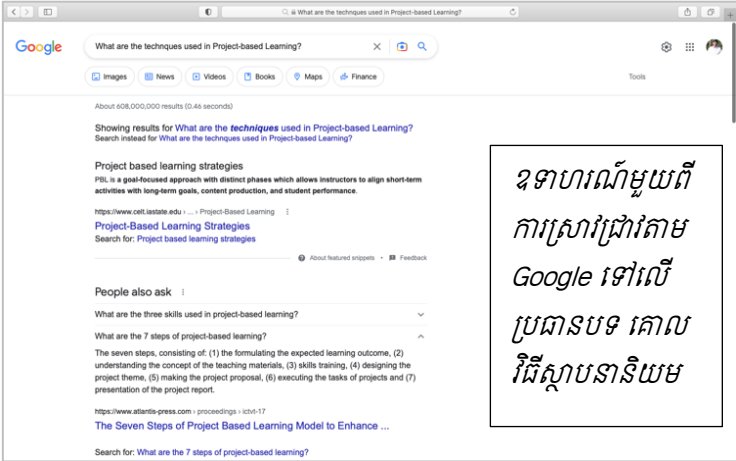 What are the technques used in Project-based Learning?
Google
What are the technques used in Project-based Learning?
Images
News
Videos
Books
Maps
Finance
Tools
About 608,000,000 results (0.46 seconds)
Showing results for What are the techniques used in Project-based Learning?
Search instead for What are the technques used in Project-based Learning?
Project based learning strategies
PBL is a goal-focused approach with distinct phases which allows instructors to align short-term
activities with long-term goals, content production, and student performance.
https://www.celt.iastate.edu › ... › Project-Based Learning
Project-Based Learning Strategies
Search for: Project based learning strategies
About featured snippets • Feedback
People also ask
What are the three skills used in project-based learning?
What are the 7 steps of project-based learning?
The seven steps, consisting of: (1) the formulating the expected learning outcome, (2)
understanding the concept of the teaching materials, (3) skills training, (4) designing the
project theme, (5) making the project proposal, (6) executing the tasks of projects and (7)
presentation of the project report.
https://www.atlantis-press.com › proceedings › ictvt-17
The Seven Steps of Project Based Learning Model to Enhance ...
Search for: What are the 7 steps of project-based learning?
ឧទាហរណ៍មួយពី
ការស្រាវជ្រាវតាម
Google ទៅលើ
ប្រធានបទ គោល
វិធីស្ថាបនានិយម